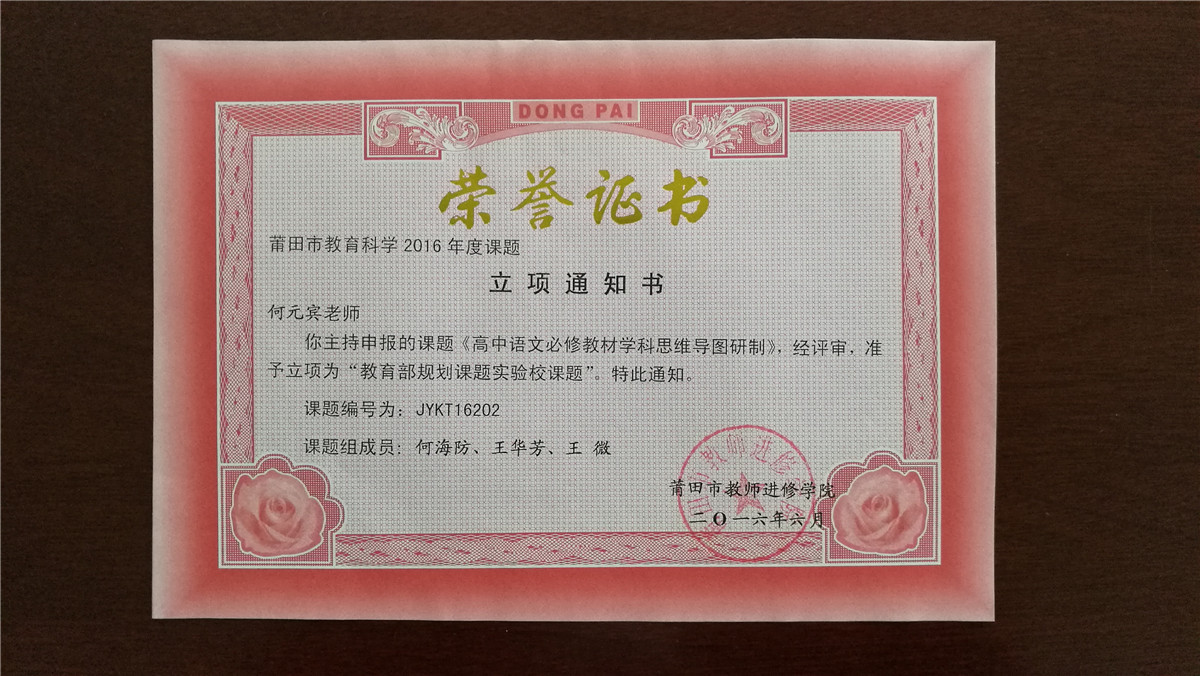 DONG PAI
荣誉证书
莆田市教育科学2016年度课题
立项通知书
何元宾老师
你主持申报的课题《高中语文必修教材学科思维导图研制》，经评审，准
予立项为“教育部规划课题实验校课题”。特此通知。
课题编号为：JYKT16202
课题组成员：何海防、王华芳、王 微
莆田市教师进修学院
二O一六年六月